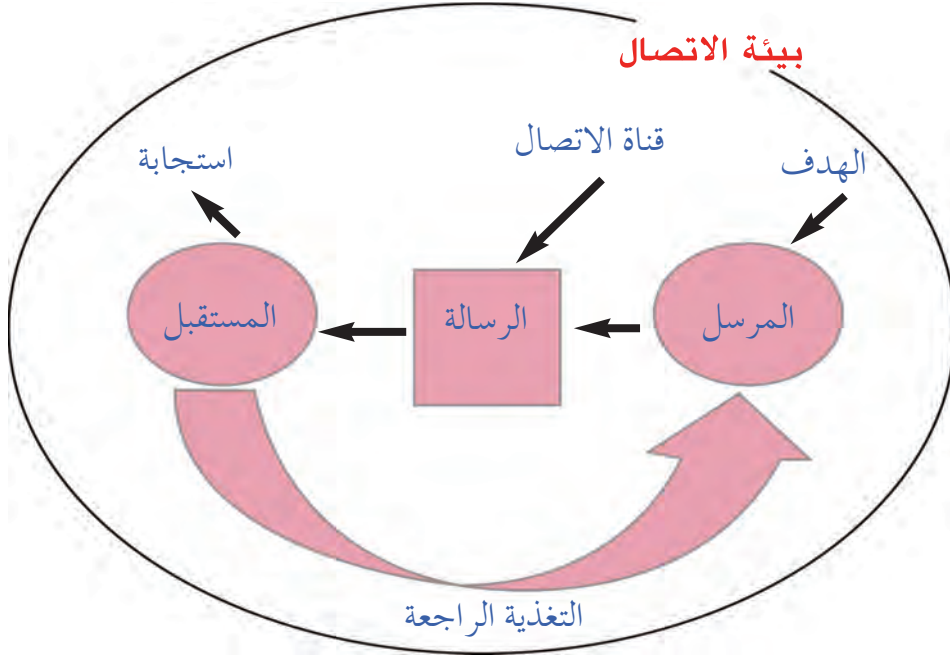 بيئة الاتصال
الهدف
قناة الاتصال
استجابة
المرسل
الرسالة
المستقبل
التغذية الراجعة